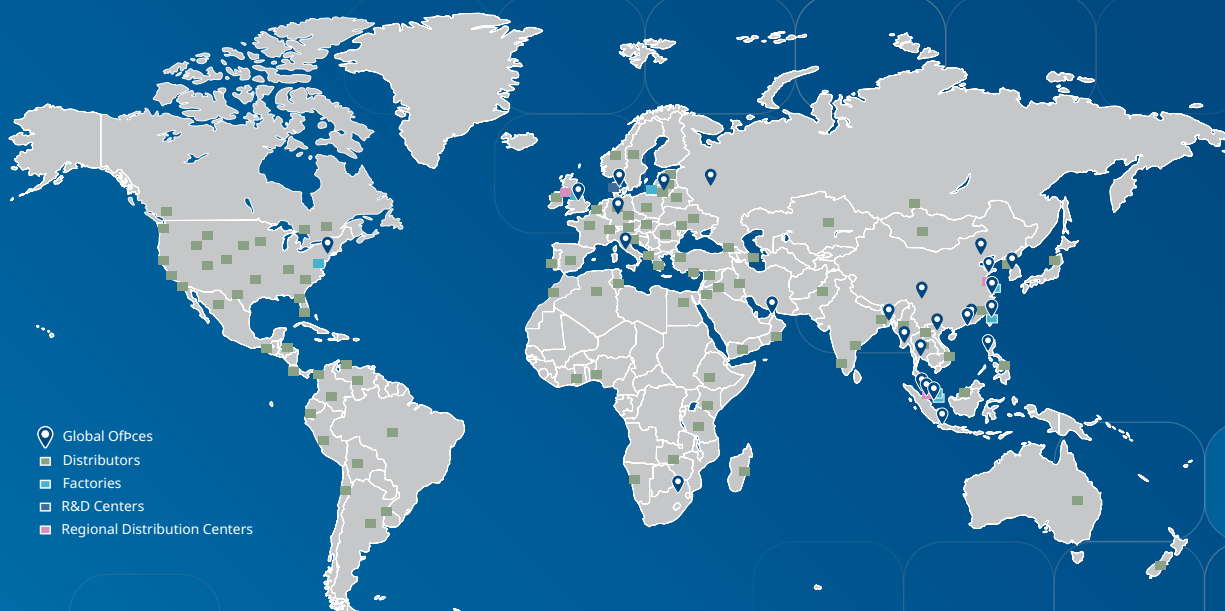 Global OfÞces
Distributors
Factories
R&D Centers
Regional Distribution Centers